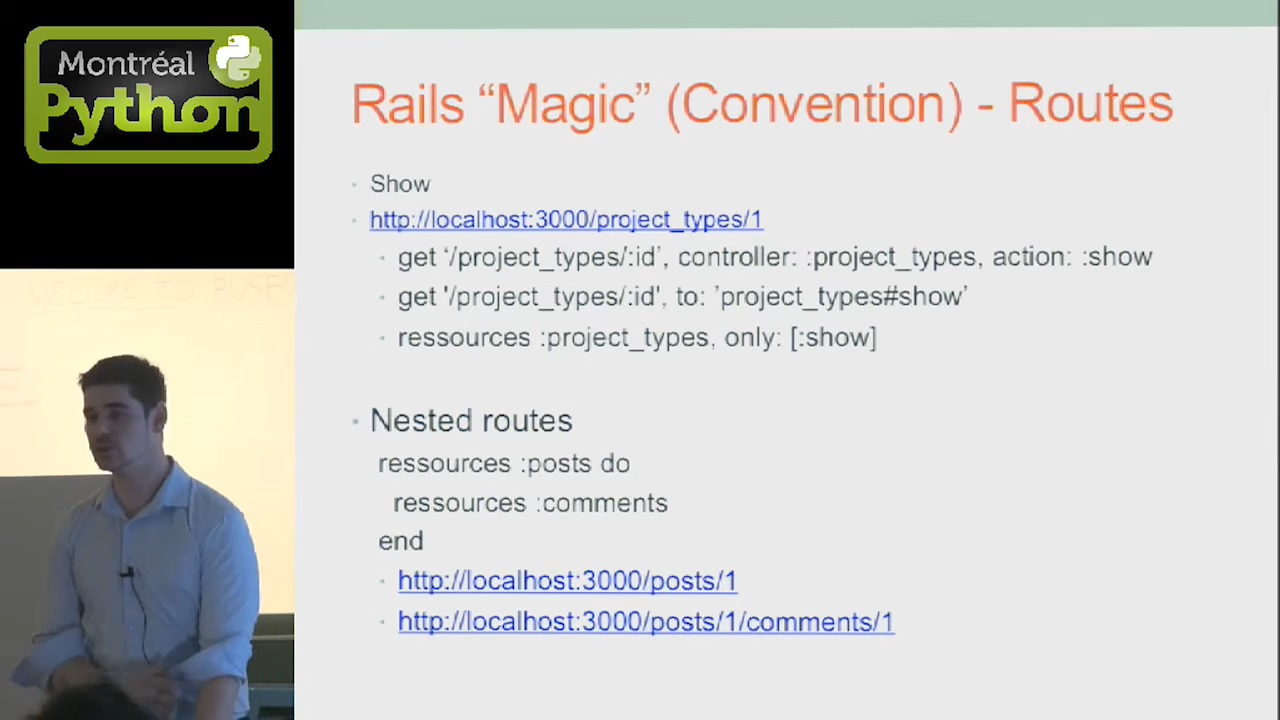 Montréal
Python
Rails “Magic” (Convention) - Routes
Show
http://localhost:3000/project_types/1
get ‘/project_types/:id’, controller: :project_types, action: :show
get '/project_types/:id', to: ’project_types#show’
ressources :project_types, only: [:show]
Nested routes
ressources :posts do
ressources :comments
end
http://localhost:3000/posts/1
http://localhost:3000/posts/1/comments/1